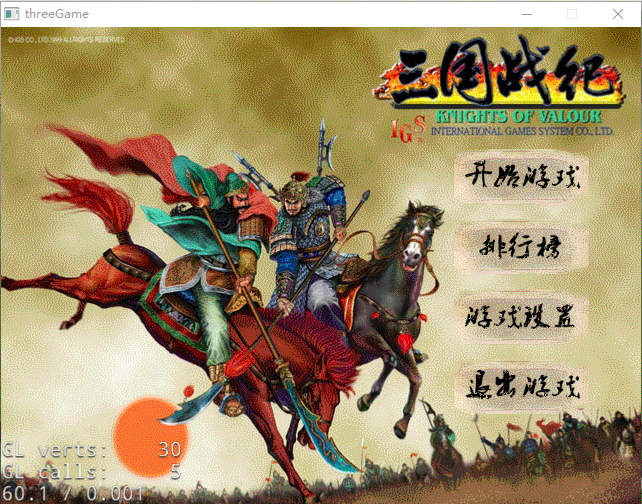 threeGame
© IGS CO., LTD 1999 ALL RIGHTS RESERVED
三国战纪
KNIGHTS OF VALOUR
IGS INTERNATIONAL GAMES SYSTEM CO., LTD.
开始游戏
排行榜
游戏設置
退出游戏
GL verts: 30
GL calls: 5
60.1 / 0.001